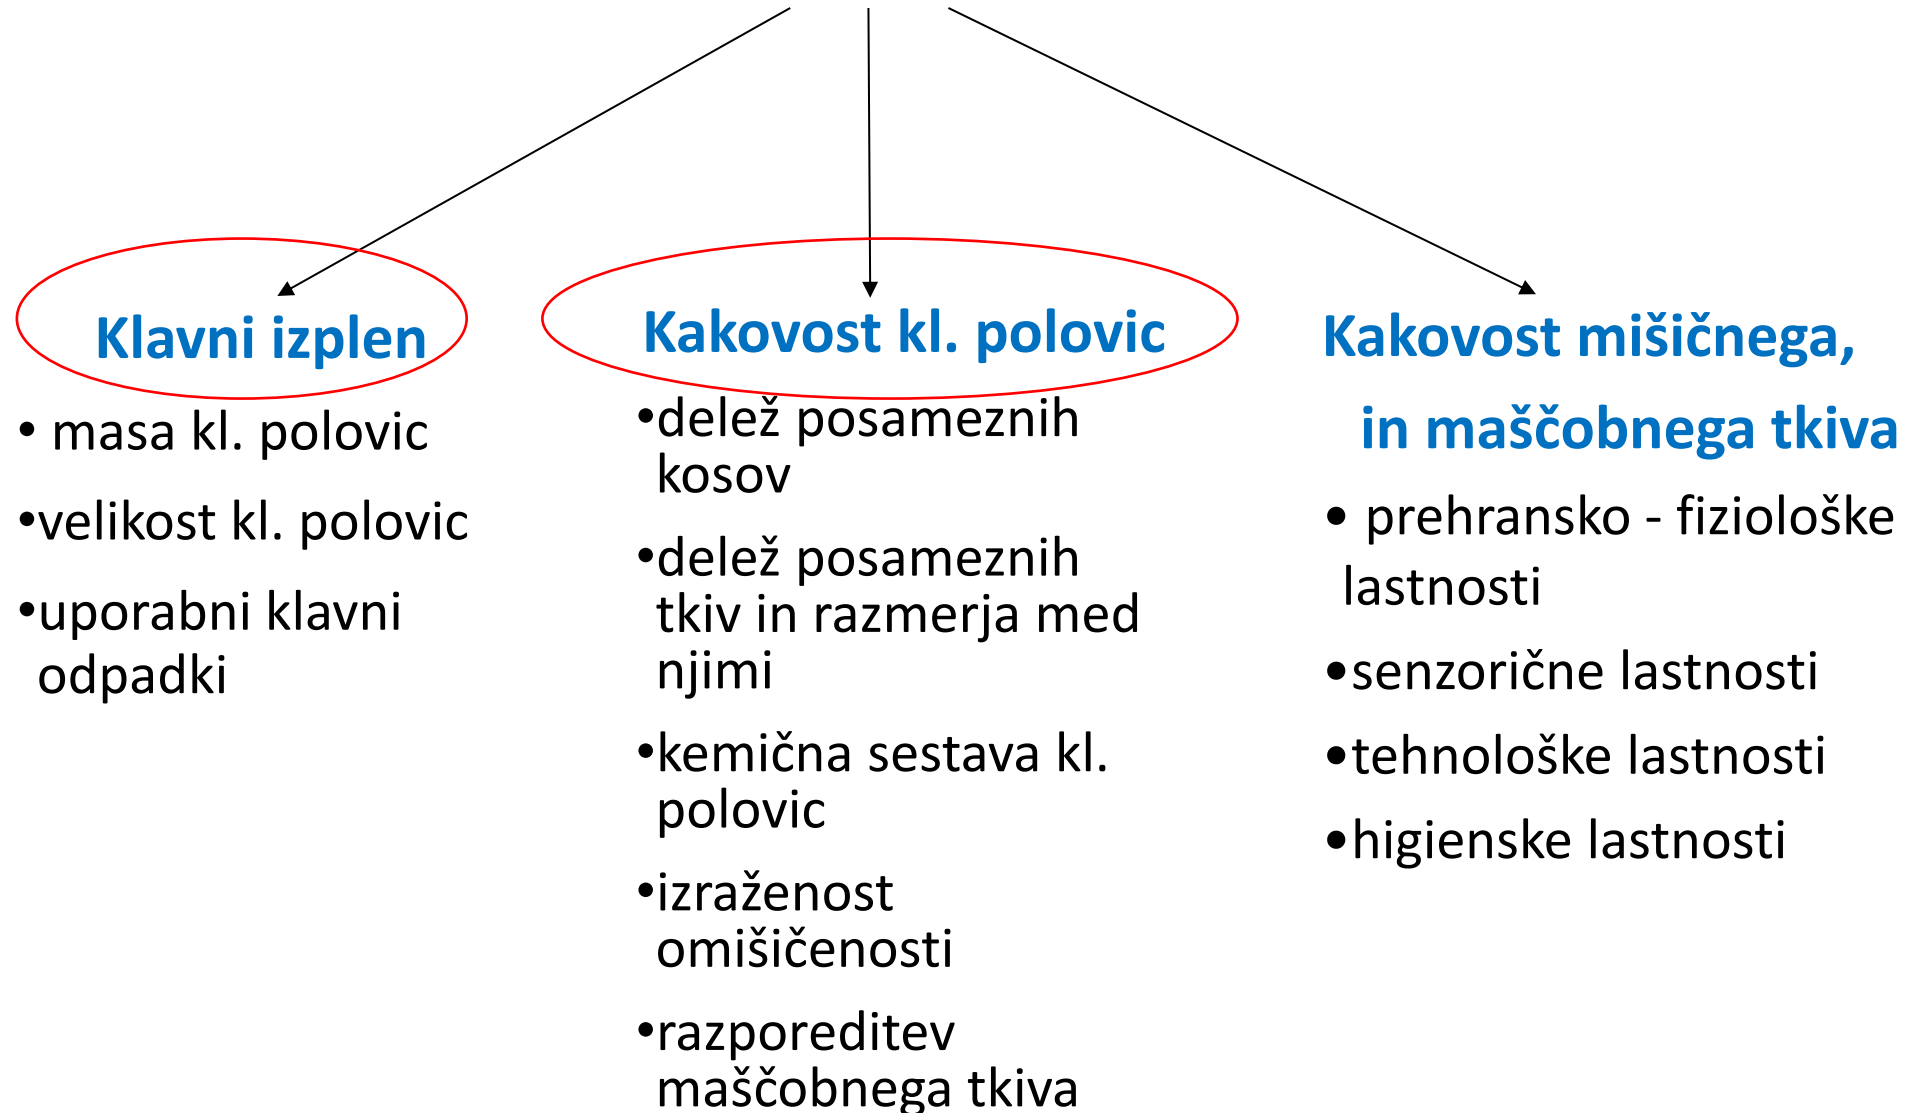 Klavni izplen
• masa kl. polovic
•velikost kl. polovic
•uporabni klavni
odpadki
Kakovost kl. polovic
•delež posameznih
kosov
•delež posameznih
tkiv in razmerja med
njimi
•kemična sestava kl.
polovic
•izraženost
omišičenosti
•razporeditev
maščobnega tkiva
Kakovost mišičnega,
in maščobnega tkiva
• prehransko - fiziološke
lastnosti
•senzorične lastnosti
•tehnološke lastnosti
•higienske lastnosti